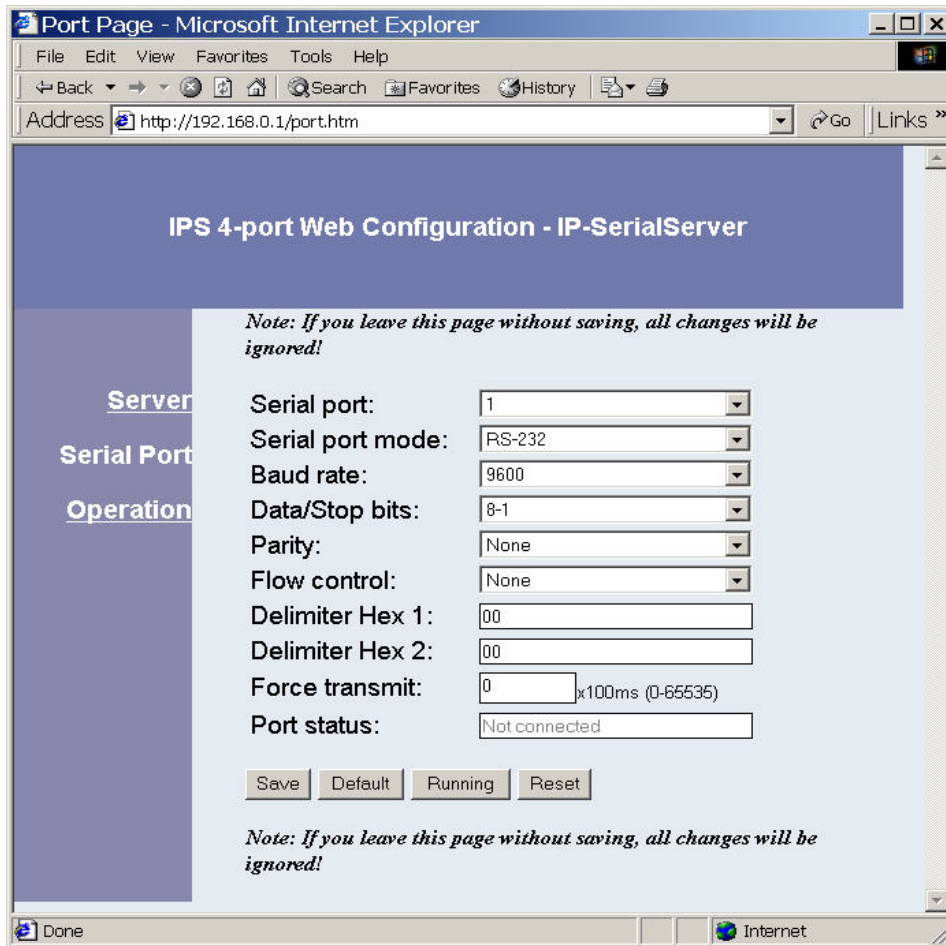 Port Page - Microsoft Internet Explorer
File Edit View Favorites Tools Help
Back Search Favorites History
Address http://192.168.0.1/port.htm Go Links »
IPS 4-port Web Configuration - IP-SerialServer
Note: If you leave this page without saving, all changes will be
ignored!
Server
Serial Port
Operation
Serial port: 1
Serial port mode: RS-232
Baud rate: 9600
Data/Stop bits: 8-1
Parity: None
Flow control: None
Delimiter Hex 1: 00
Delimiter Hex 2: 00
Force transmit: 0 x100ms (0-65535)
Port status: Not connected
Save Default Running Reset
Note: If you leave this page without saving, all changes will be
ignored!
Done Internet